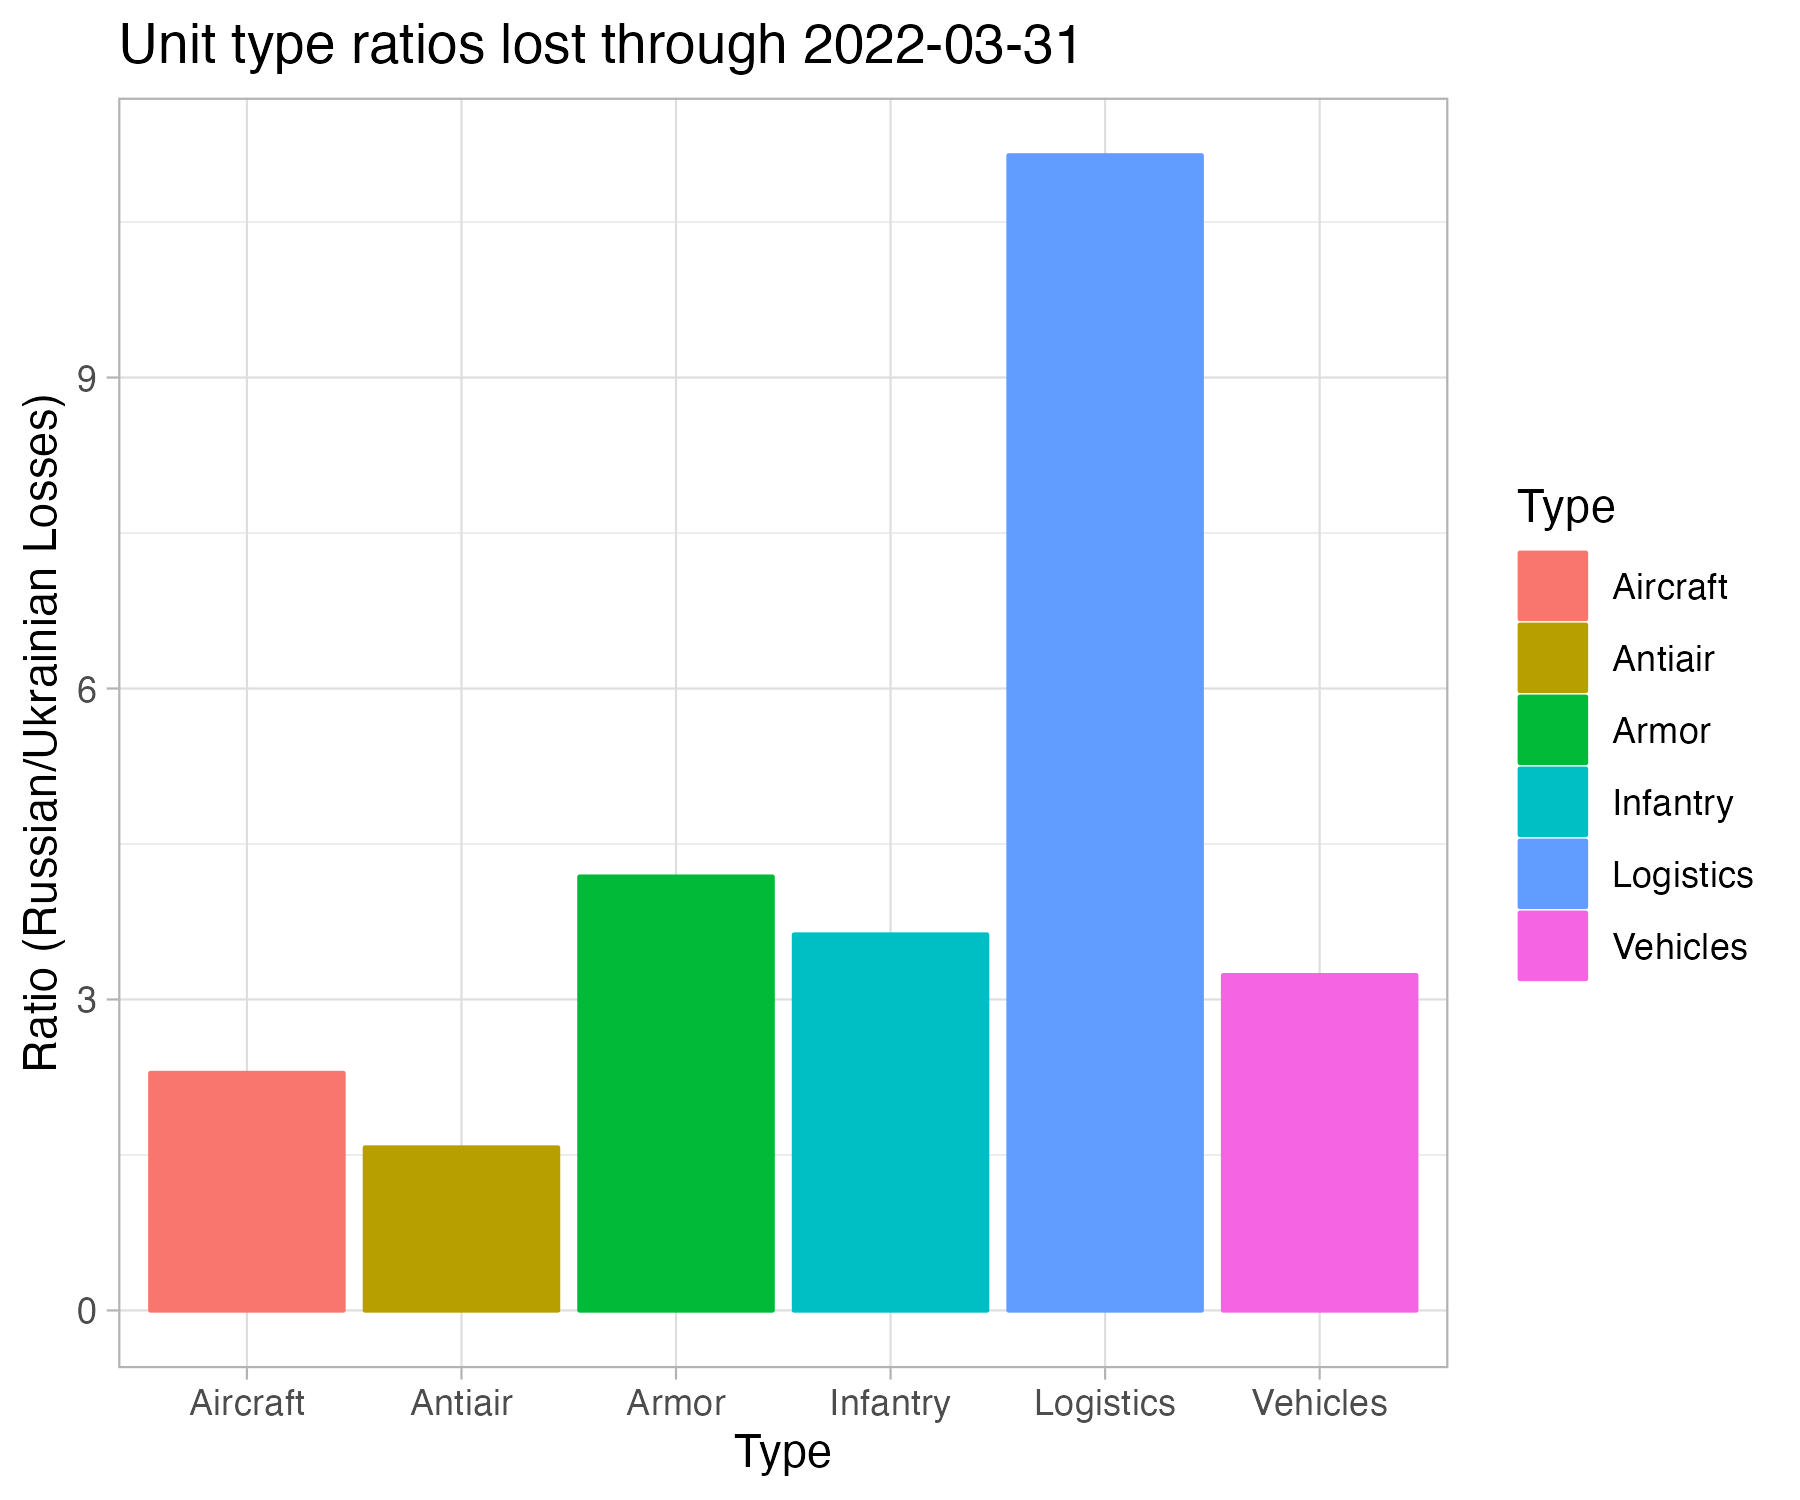 Unit type ratios lost through 2022-03-31
Ratio (Russian/Ukrainian Losses)
9
6
3
0
Aircraft
Antiair
Armor
Infantry
Logistics
Vehicles
Type
Type
Aircraft
Antiair
Armor
Infantry
Logistics
Vehicles